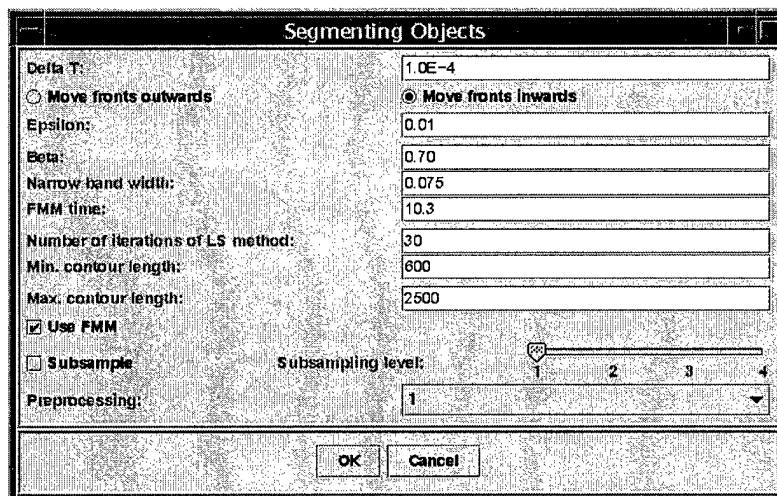 Segmenting Objects
Delta T: 1.0E-4
Move fronts outwards Move fronts inwards
Epsilon: 0.01
Beta: 0.70
Narrow band width: 0.075
FMM time: 10.3
Number of iterations of LS method: 30
Min. contour length: 600
Max. contour length: 2500
Use FMM
Subsample Subsampling level:
1 2 3 4
Preprocessing: 1
OK Cancel